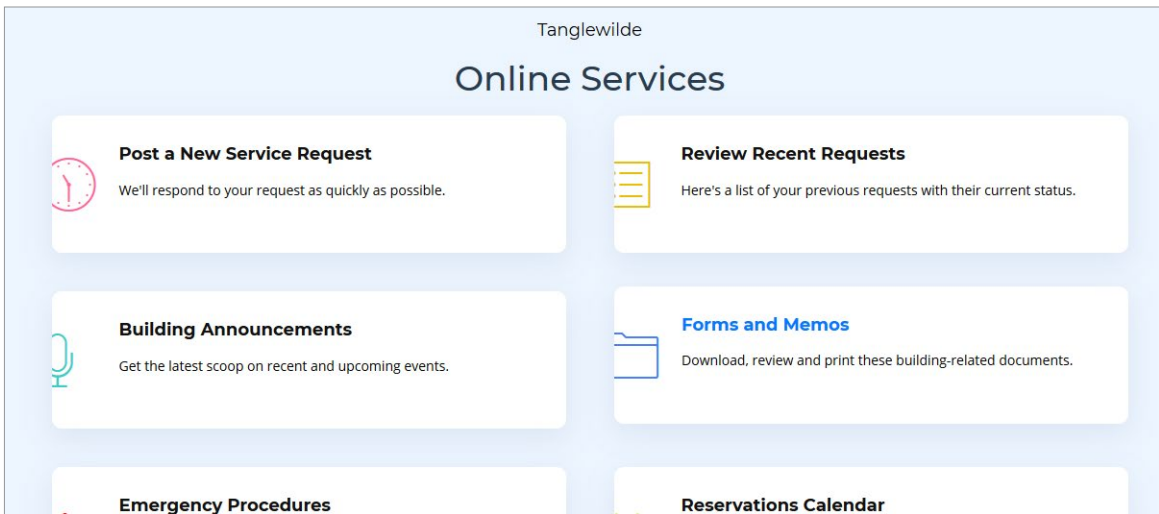 Tanglewilde
Online Services
Post a New Service Request
We'll respond to your request as quickly as possible.
Review Recent Requests
Here's a list of your previous requests with their current status.
Building Announcements
Get the latest scoop on recent and upcoming events.
Forms and Memos
Download, review and print these building-related documents.
Emergency Procedures
Reservations Calendar